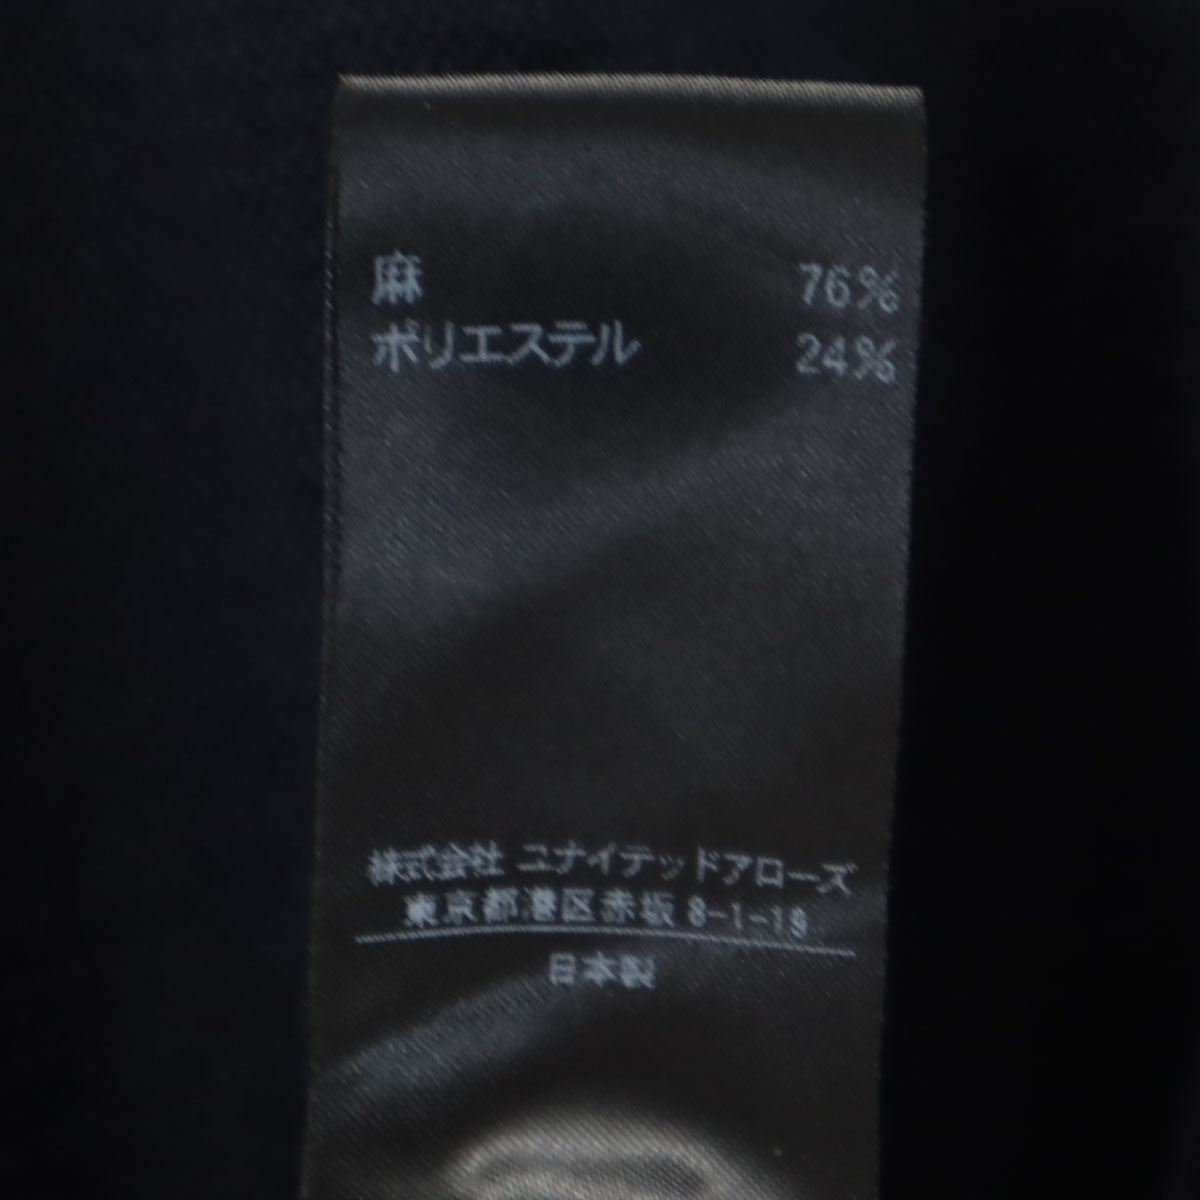 麻 76%
ポリエステル 24%
株式会社 ユナイテッドアローズ
東京都港区赤坂 8-1-19
日本製